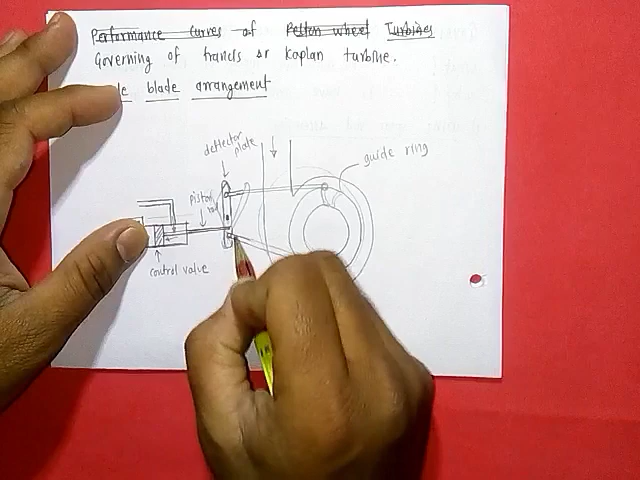 Performance curves of Pelton wheel Turbines
Governing of francis or Kaplan turbine.
blade arrangement
deflector
plate
guide ring
piston
control valve